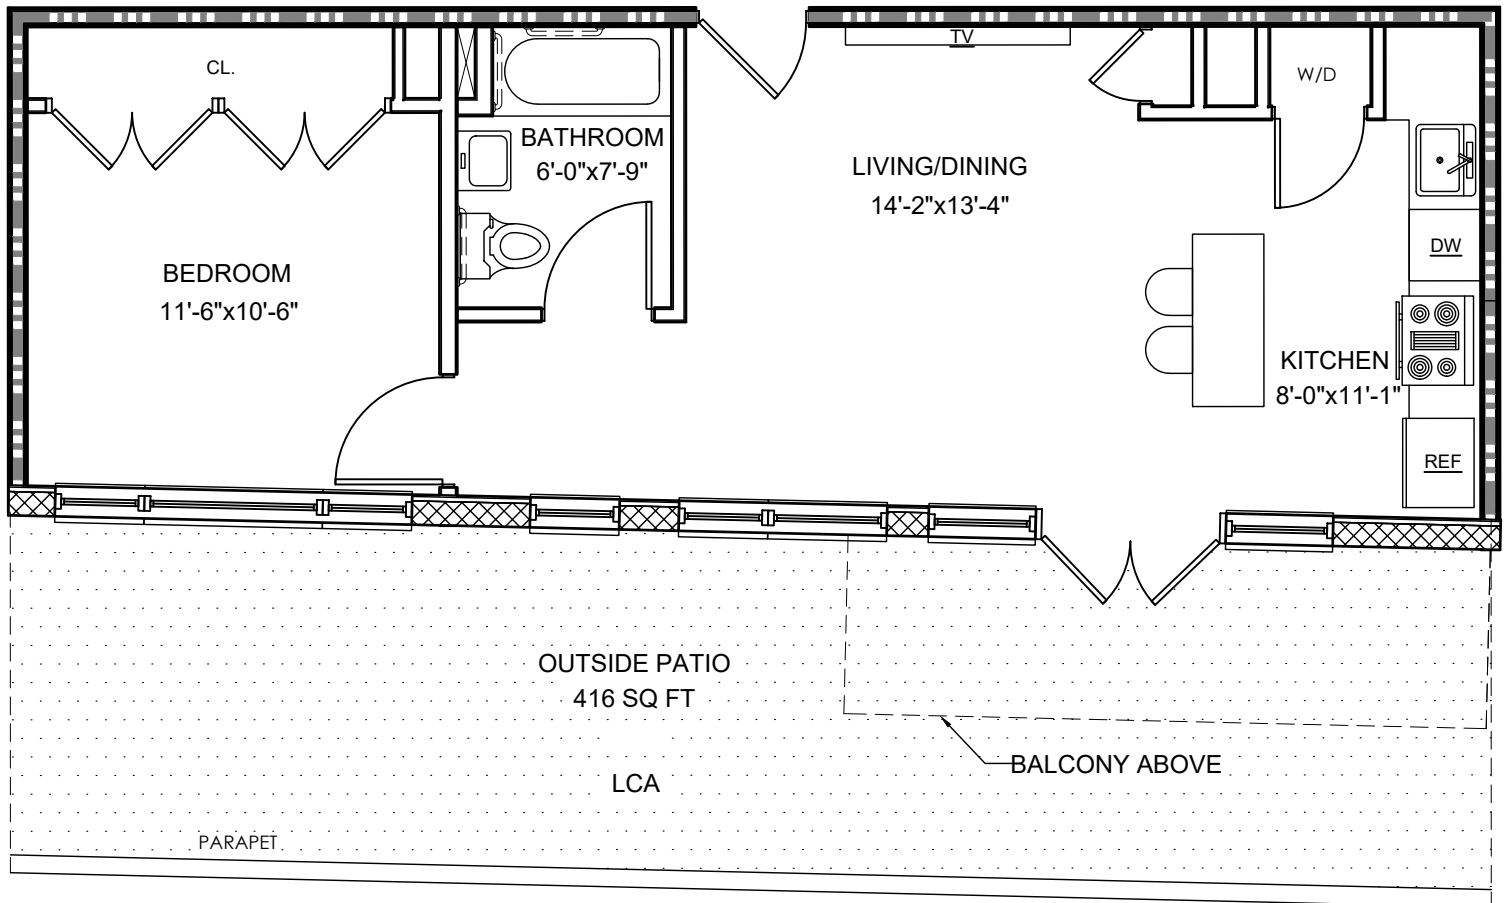 CL.
TV
W/D
BATHROOM
6'-0"x7'-9"
LIVING/DINING
14'-2"x13'-4"
DW
BEDROOM
11'-6"x10'-6"
KITCHEN
8'-0"x11'-1"
REF
OUTSIDE PATIO
416 SQ FT
BALCONY ABOVE
LCA
PARAPET